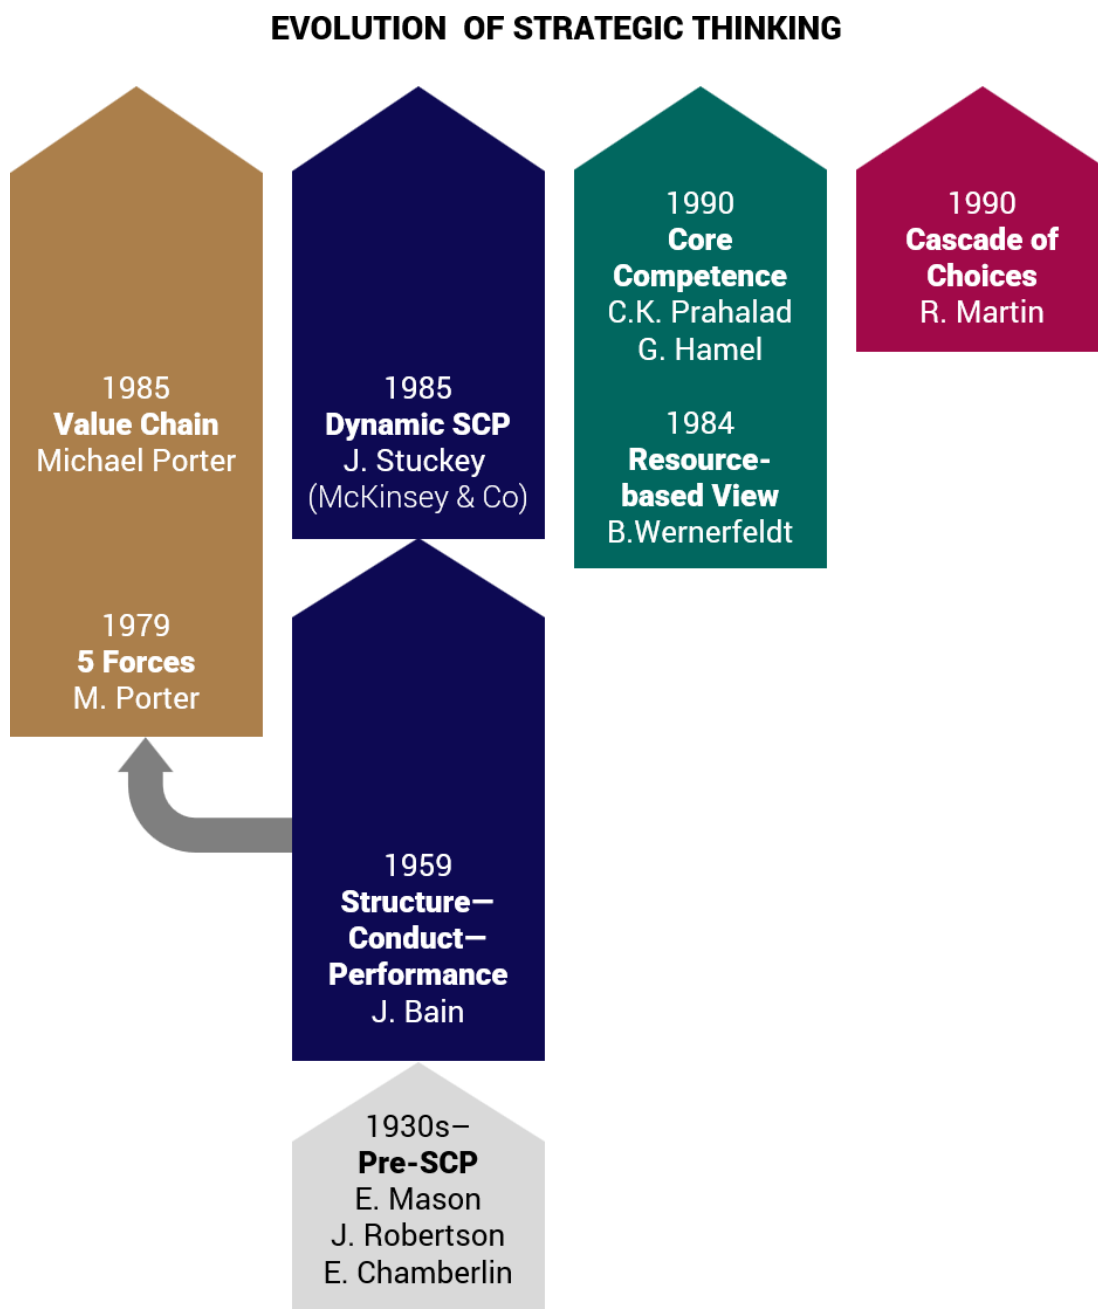 EVOLUTION OF STRATEGIC THINKING
1985
Value Chain
Michael Porter
1979
5 Forces
M. Porter
1985
Dynamic SCP
J. Stuckey
(McKinsey & Co)
1959
Structure—
Conduct—
Performance
J. Bain
1930s–
Pre-SCP
E. Mason
J. Robertson
E. Chamberlin
1990
Core
Competence
C.K. Prahalad
G. Hamel
1984
Resource-
based View
B.Wernerfeldt
1990
Cascade of
Choices
R. Martin